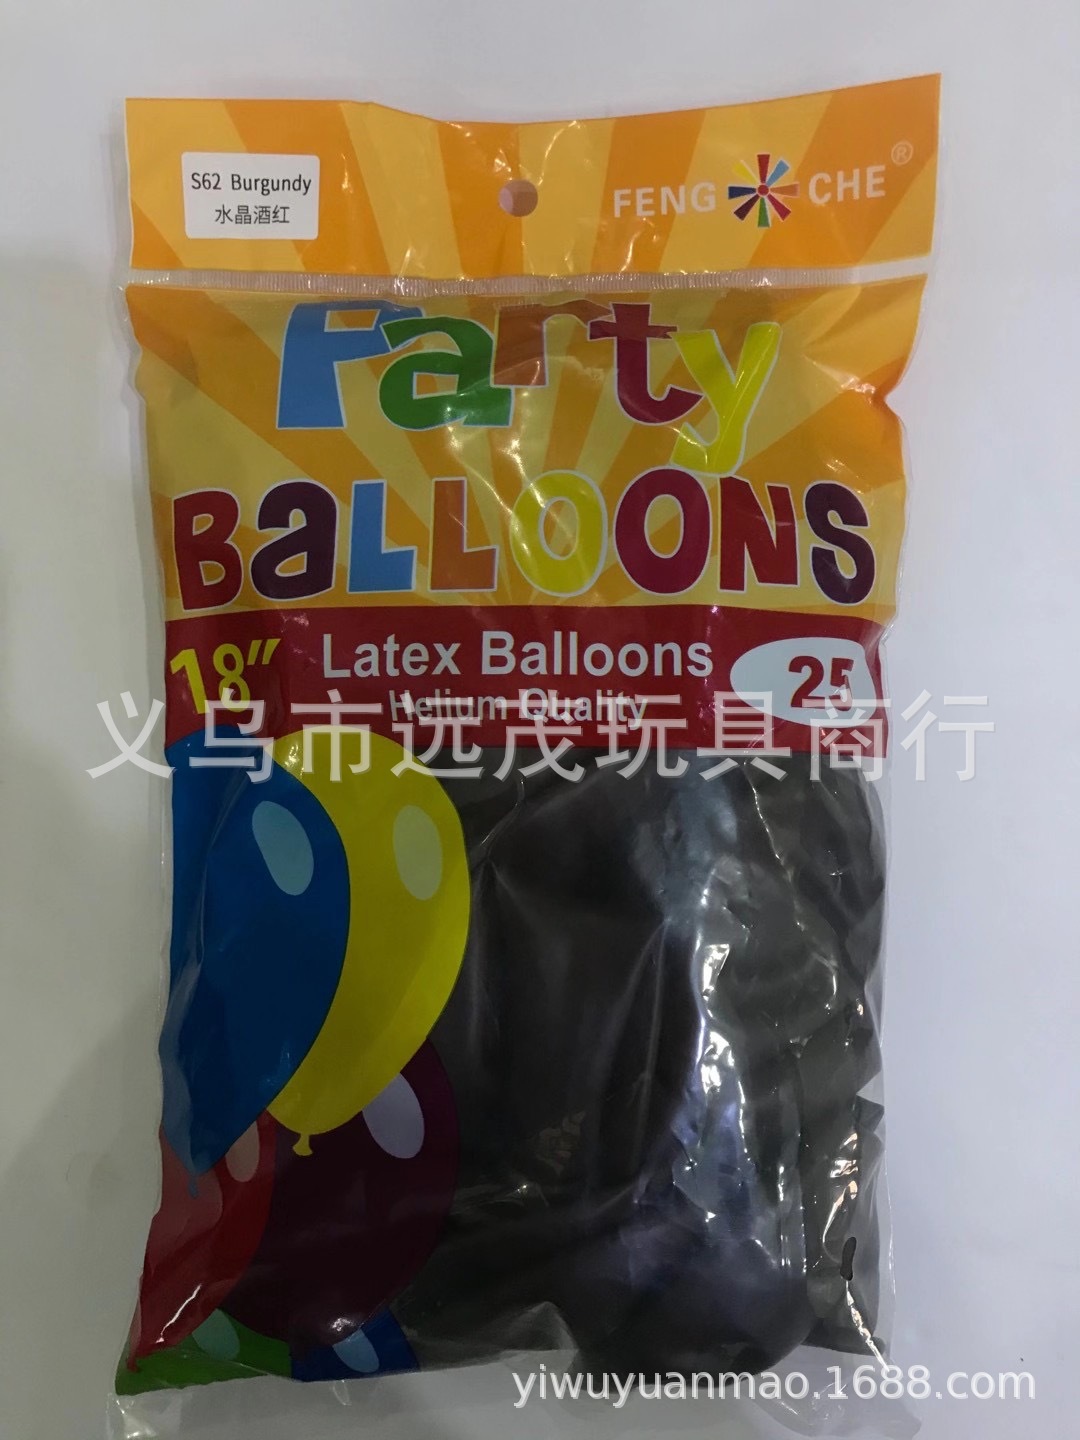 S62 Burgundy
水晶酒红
FENG CHE®
Party
BALLOONS
18"
Latex Balloons
Helium Quality
25
义乌市远茂玩具商行
yiwuyuanmao.1688.com